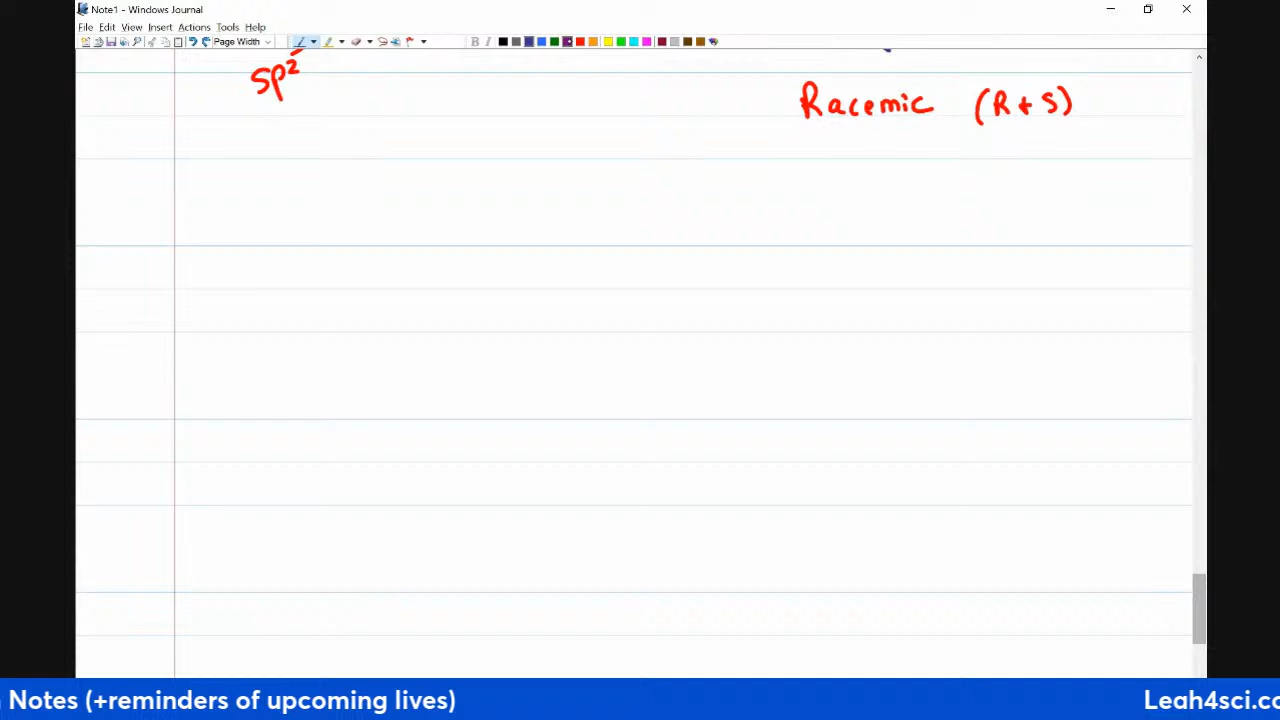 Note1 - Windows Journal
File Edit View Insert Actions Tools Help
Page Width
B I
sp²
Racemic (R + S)
Notes (+reminders of upcoming lives)
Leah4sci.co